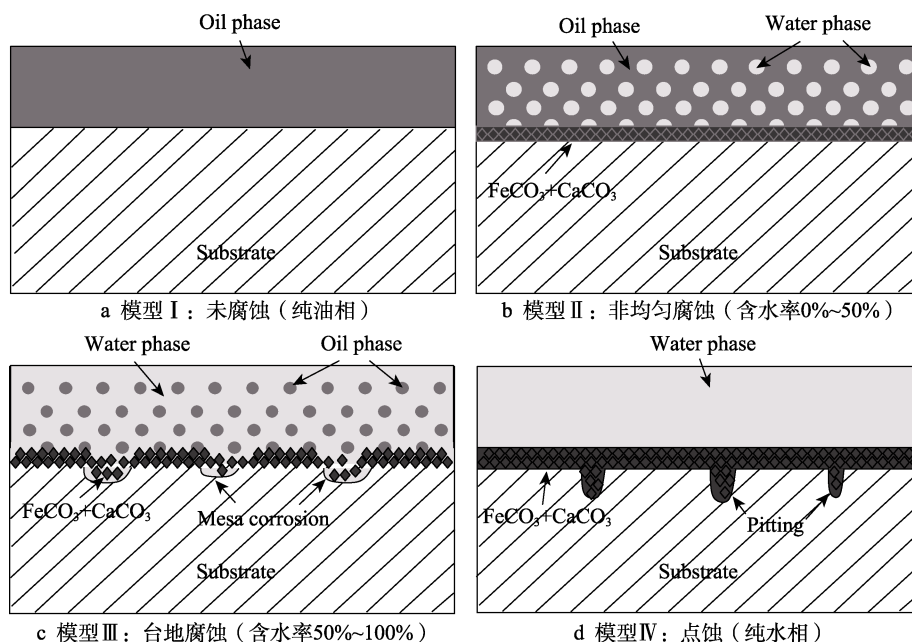 Oil phase
Substrate
a 模型Ⅰ：未腐蚀（纯油相）
Oil phase
Water phase
FeCO₃+CaCO₃
Substrate
b 模型Ⅱ：非均匀腐蚀（含水率0%~50%）
Water phase
Oil phase
FeCO₃+CaCO₃
Mesa corrosion
Substrate
c 模型Ⅲ：台地腐蚀（含水率50%~100%）
Water phase
FeCO₃+CaCO₃
Pitting
Substrate
d 模型Ⅳ：点蚀（纯水相）